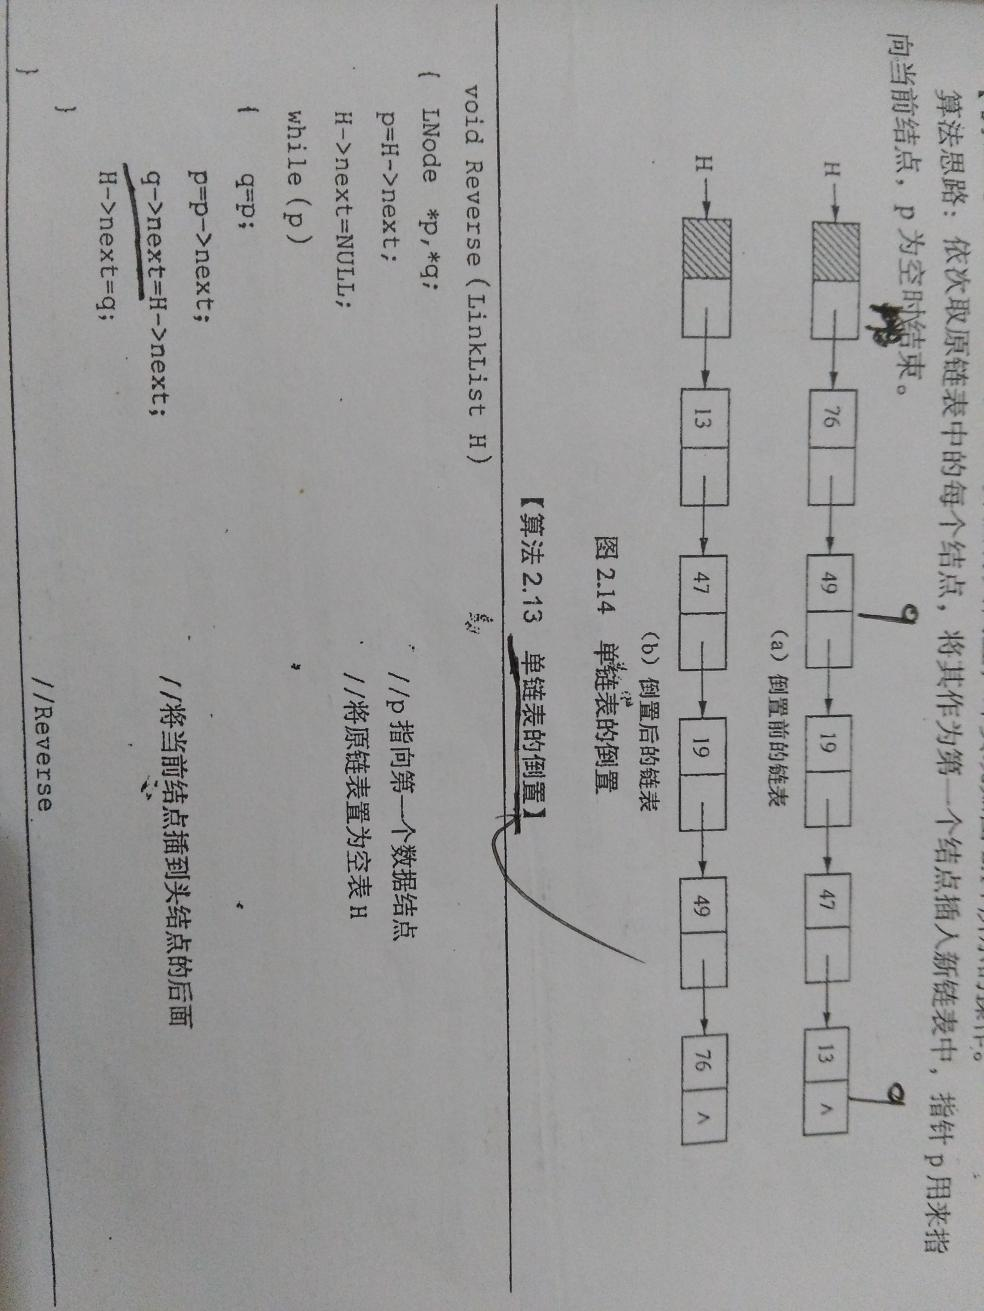 算法思路：依次取原链表中的每个结点，将其作为第一个结点插入新链表中，指针 p 用来指
向当前结点，p 为空时结束。
H
76 49 19 47 13 ∧
(a) 倒置前的链表
H
13 47 19 49 76 ∧
(b) 倒置后的链表
图 2.14 单链表的倒置
【算法 2.13 单链表的倒置】
void Reverse(LinkList H)
{ LNode *p,*q;
p=H->next; //p 指向第一个数据结点
H->next=NULL; //将原链表置为空表 H
while(p)
{ q=p;
p=p->next;
q->next=H->next; //将当前结点插到头结点的后面
H->next=q;
}
} //Reverse